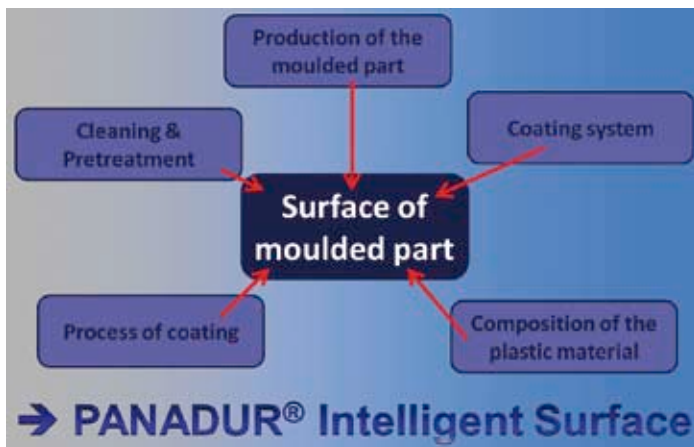 Production of the
moulded part
Cleaning &
Pretreatment
Coating system
Surface of
moulded part
Process of coating
Composition of the
plastic material
➔ PANADUR® Intelligent Surface